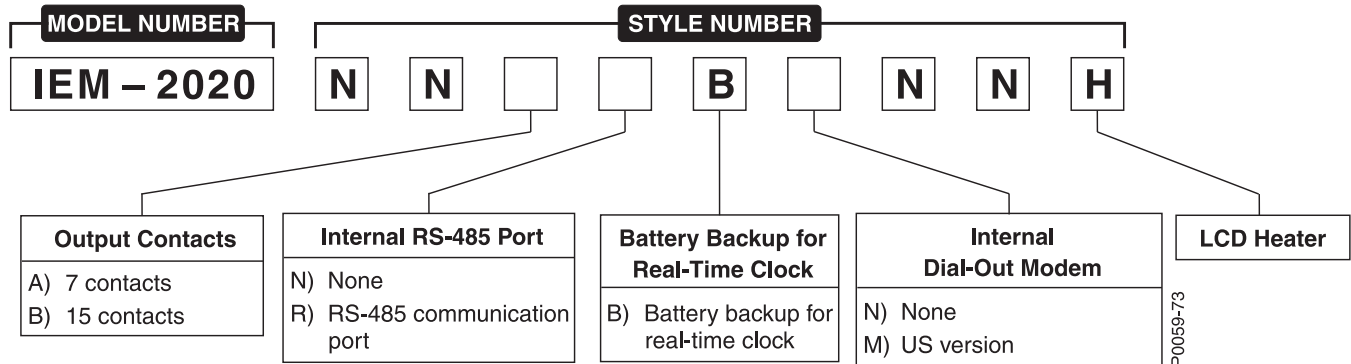 MODEL NUMBER
STYLE NUMBER
IEM – 2020 N N B N N H
Output Contacts
A) 7 contacts
B) 15 contacts
Internal RS-485 Port
N) None
R) RS-485 communication
port
Battery Backup for
Real-Time Clock
B) Battery backup for
real-time clock
Internal
Dial-Out Modem
N) None
M) US version
LCD Heater
P0059-73